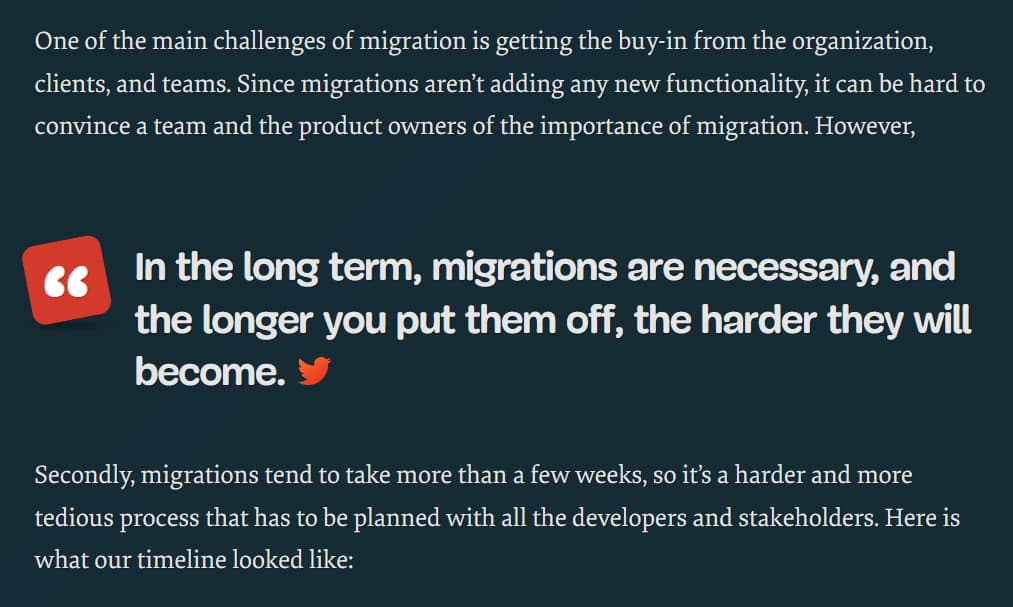 One of the main challenges of migration is getting the buy-in from the organization,
clients, and teams. Since migrations aren’t adding any new functionality, it can be hard to
convince a team and the product owners of the importance of migration. However,
“
In the long term, migrations are necessary, and
the longer you put them off, the harder they will
become.
Secondly, migrations tend to take more than a few weeks, so it’s a harder and more
tedious process that has to be planned with all the developers and stakeholders. Here is
what our timeline looked like: